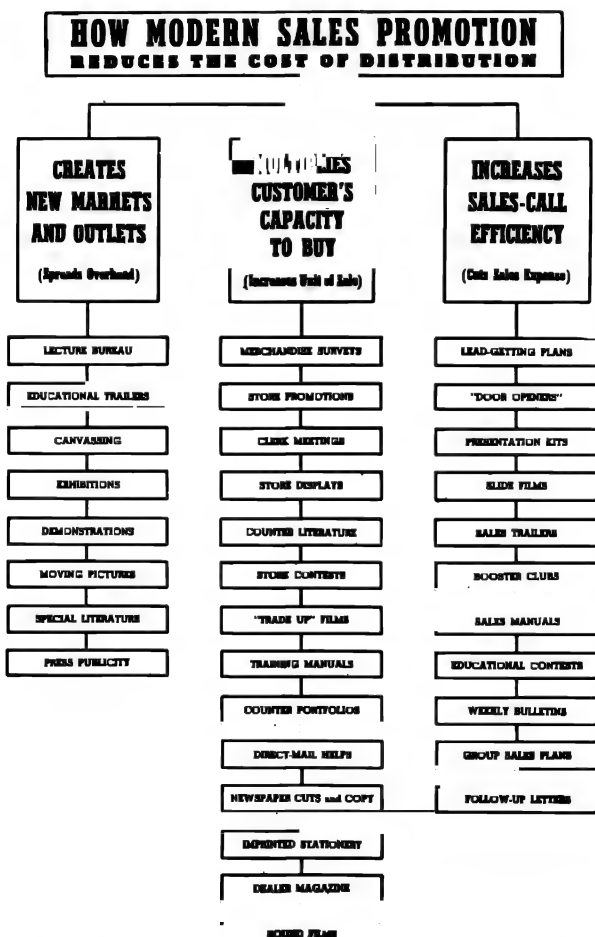 HOW MODERN SALES PROMOTION
REDUCES THE COST OF DISTRIBUTION
CREATES
NEW MARKETS
AND OUTLETS
(Spreads Overhead)
LECTURE BUREAU
EDUCATIONAL TRAILERS
CANVASSING
EXHIBITIONS
DEMONSTRATIONS
MOVING PICTURES
SPECIAL LITERATURE
PRESS PUBLICITY
MULTIPLIES
CUSTOMER'S
CAPACITY
TO BUY
(Increases Unit of Sale)
MERCHANDISE SURVEYS
STORE PROMOTIONS
CLERK MEETINGS
STORE DISPLAYS
COUNTER LITERATURE
STORE CONTESTS
"TRADE UP" FILMS
TRAINING MANUALS
COUNTER PORTFOLIOS
DIRECT-MAIL HELPS
NEWSPAPER CUTS and COPY
IMPRINTED STATIONERY
DEALER MAGAZINE
SOUND FILMS
INCREASES
SALES-CALL
EFFICIENCY
(Cuts Sales Expense)
LEAD-GETTING PLANS
"DOOR OPENERS"
PRESENTATION KITS
SLIDE FILMS
SALES TRAILERS
BOOSTER CLUBS
SALES MANUALS
EDUCATIONAL CONTESTS
WEEKLY BULLETINS
GROUP SALES PLANS
FOLLOW-UP LETTERS